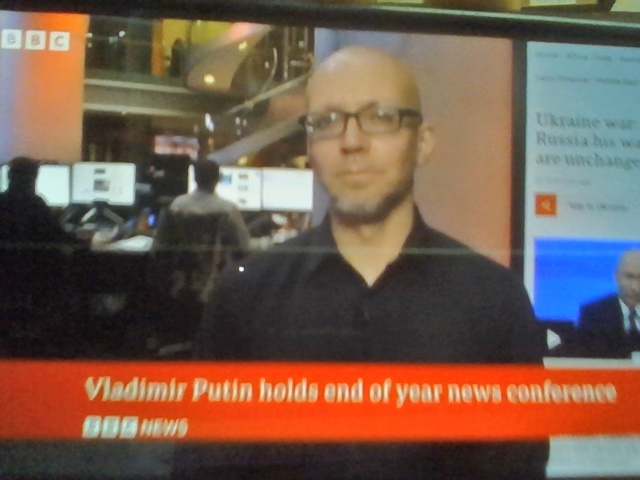 BBC
Ukraine war
Russia his wa
are unchange
Vladimir Putin holds end of year news conference
BBC NEWS